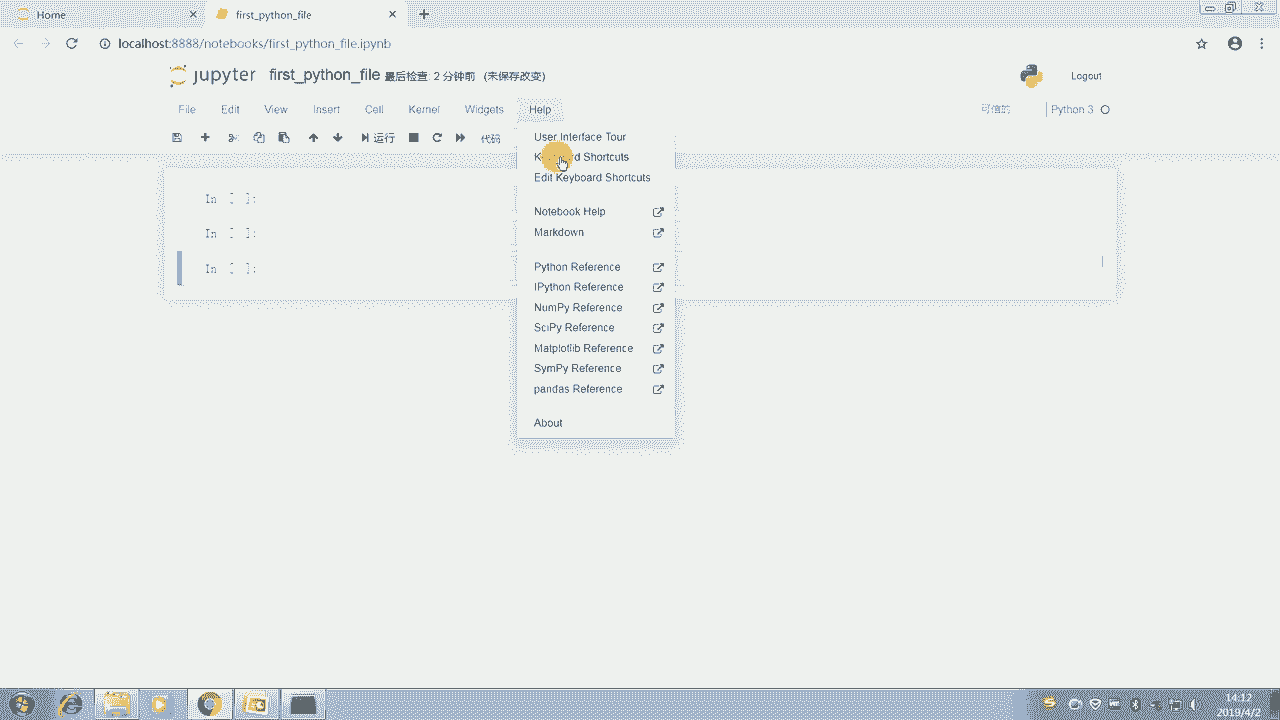 Home
first_python_file
localhost:8888/notebooks/first_python_file.ipynb
jupyter first_python_file 最后检查: 2 分钟前 (未保存改变)
Logout
File Edit View Insert Cell Kernel Widgets Help
可信的 Python 3
运行 代码
User Interface Tour
Keyboard Shortcuts
Edit Keyboard Shortcuts
Notebook Help
Markdown
Python Reference
IPython Reference
NumPy Reference
SciPy Reference
Matplotlib Reference
SymPy Reference
pandas Reference
About
In [ ]:
In [ ]:
In [ ]:
14:12
2019/4/2